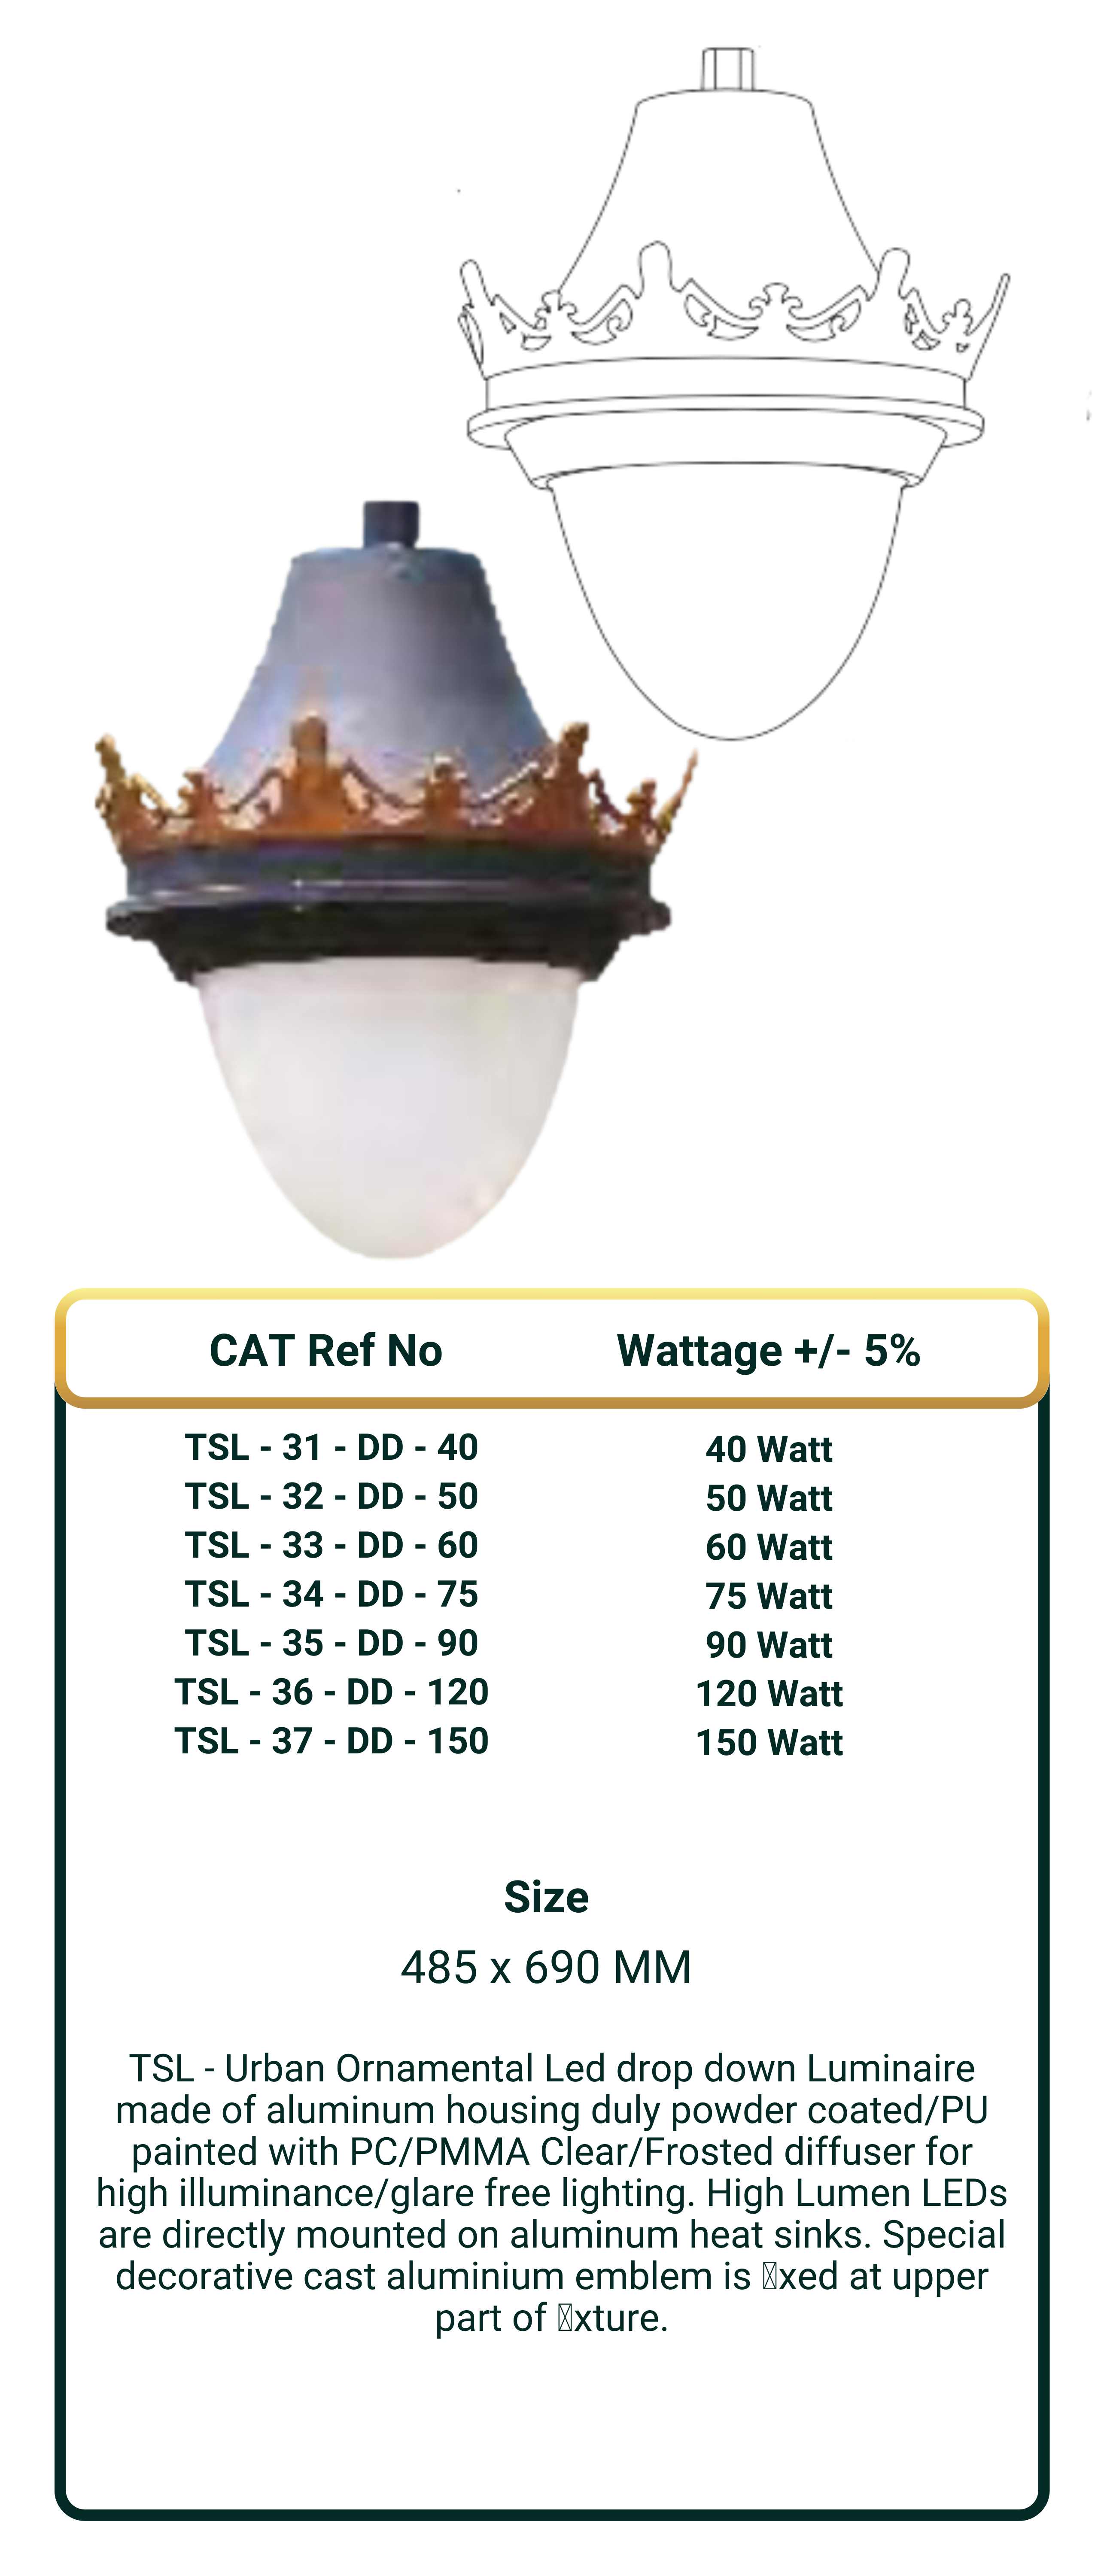 CAT Ref No Wattage +/- 5%
TSL - 31 - DD - 40 40 Watt
TSL - 32 - DD - 50 50 Watt
TSL - 33 - DD - 60 60 Watt
TSL - 34 - DD - 75 75 Watt
TSL - 35 - DD - 90 90 Watt
TSL - 36 - DD - 120 120 Watt
TSL - 37 - DD - 150 150 Watt
Size
485 x 690 MM
TSL - Urban Ornamental Led drop down Luminaire
made of aluminum housing duly powder coated/PU
painted with PC/PMMA Clear/Frosted diffuser for
high illuminance/glare free lighting. High Lumen LEDs
are directly mounted on aluminum heat sinks. Special
decorative cast aluminium emblem is �xed at upper
part of �xture.